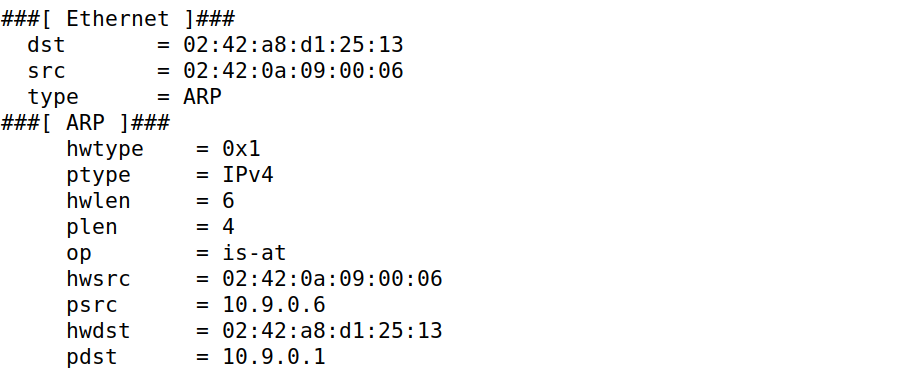 ###[ Ethernet ]###
  dst       = 02:42:a8:d1:25:13
  src       = 02:42:0a:09:00:06
  type      = ARP
###[ ARP ]###
     hwtype    = 0x1
     ptype     = IPv4
     hwlen     = 6
     plen      = 4
     op        = is-at
     hwsrc     = 02:42:0a:09:00:06
     psrc      = 10.9.0.6
     hwdst     = 02:42:a8:d1:25:13
     pdst      = 10.9.0.1